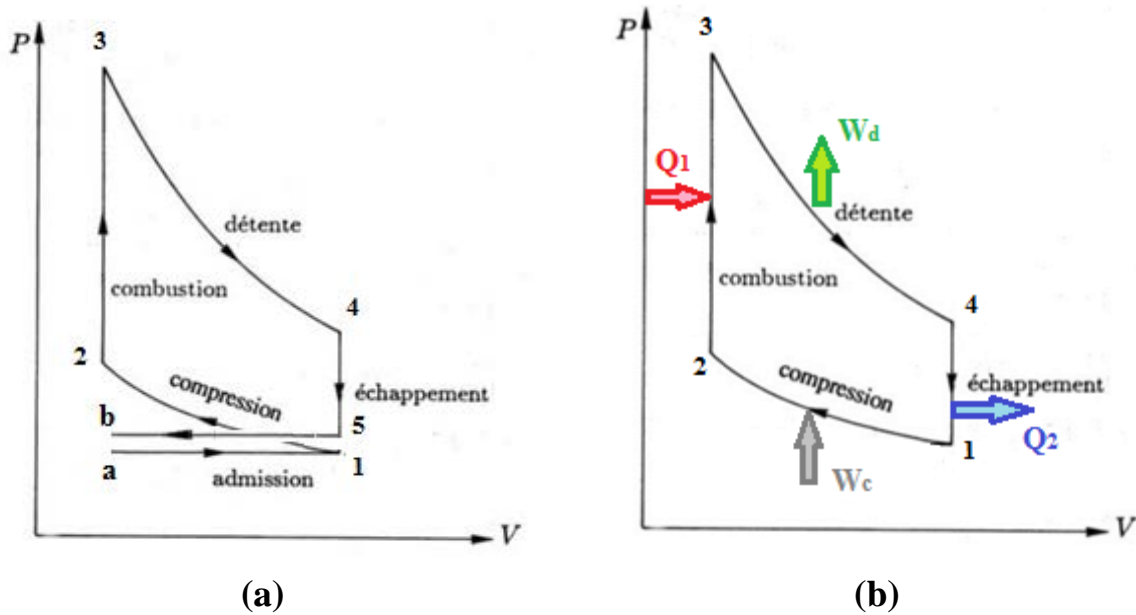 P
3
détente
combustion
4
2
compression
échappement
b
5
a
1
admission
V
(a)
P
3
Wd
Q1
détente
combustion
4
2
compression
échappement
1
Q2
Wc
V
(b)